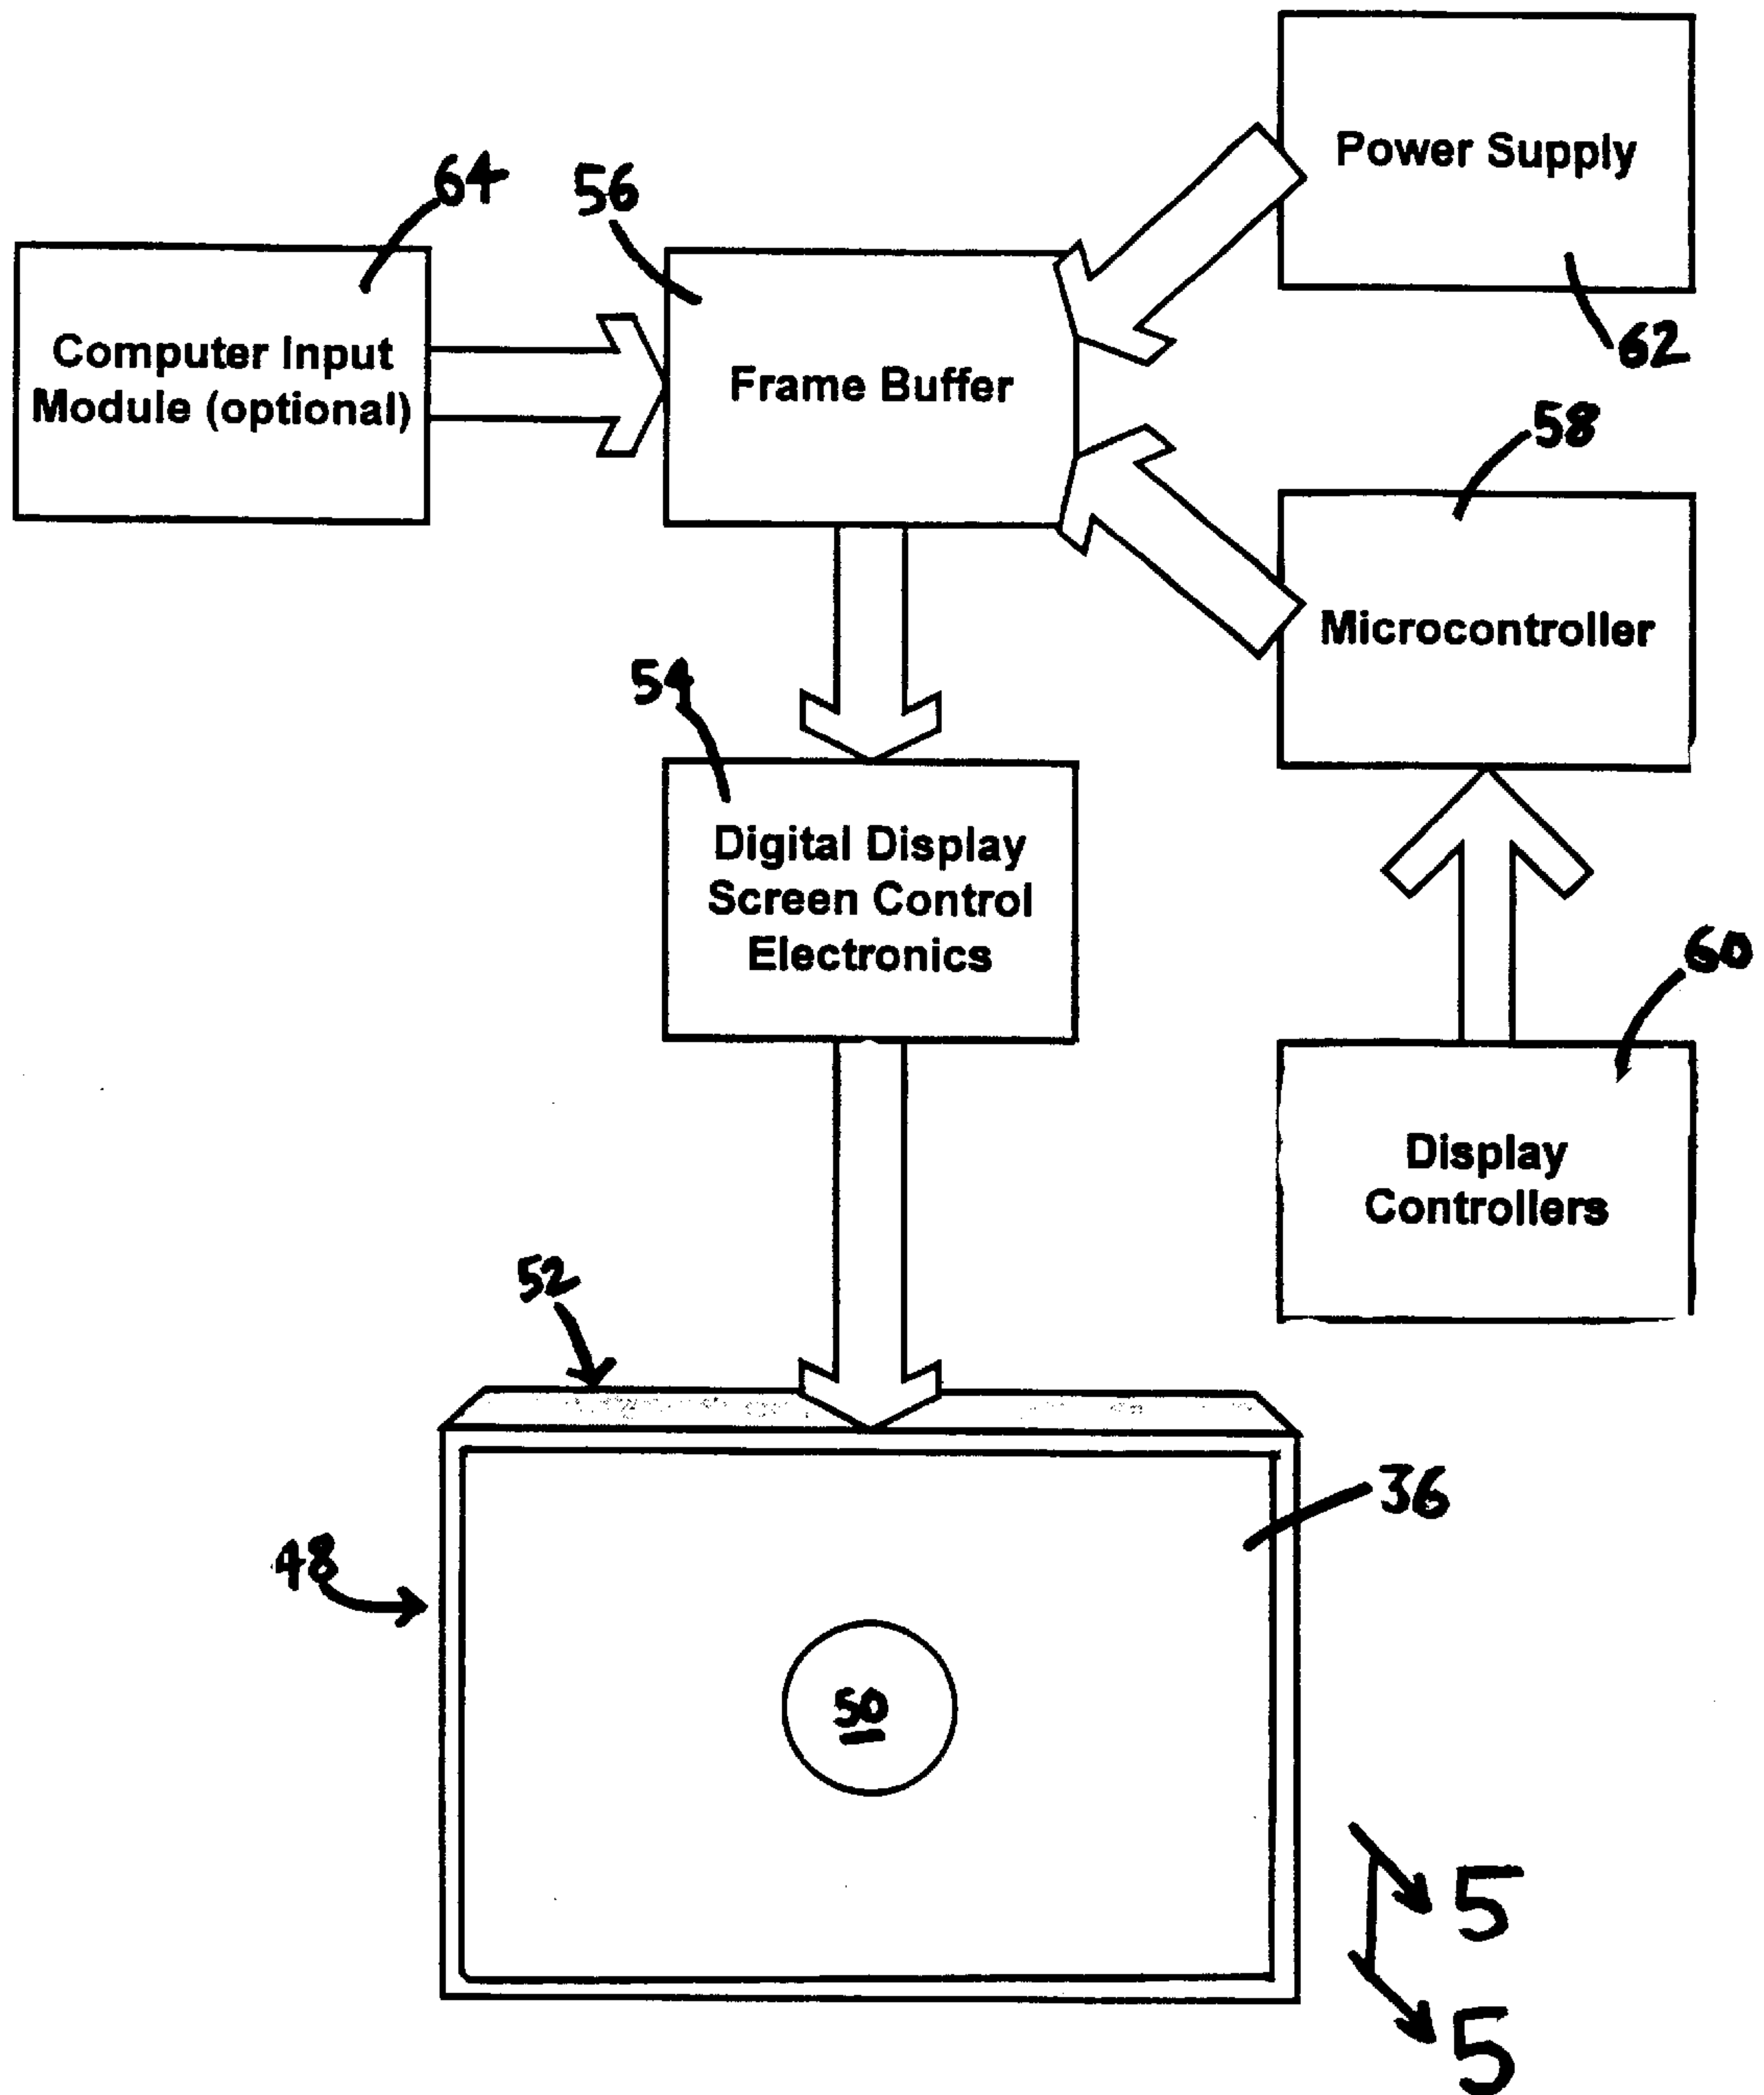 Power Supply
64
56
Computer Input
Module (optional)
Frame Buffer
62
58
Microcontroller
54
Digital Display
Screen Control
Electronics
60
Display
Controllers
52
36
48
50
5
5